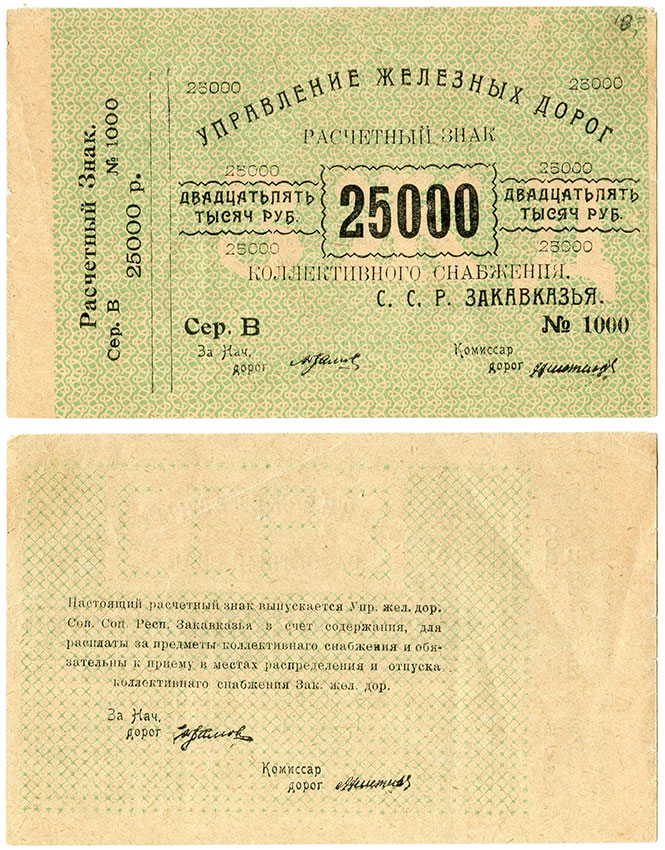 25000
25000
УПРАВЛЕНИЕ ЖЕЛЕЗНЫХ ДОРОГ
РАСЧЕТНЫЙ ЗНАК
25000
25000
ДВАДЦАТЬПЯТЬ
ТЫСЯЧ РУБ.
25000
ДВАДЦАТЬПЯТЬ
ТЫСЯЧ РУБ.
25000
25000
КОЛЛЕКТИВНОГО СНАБЖЕНИЯ.
С. С. Р. ЗАКАВКАЗЬЯ.
Сер. В
№ 1000
За Нач.
дорог
Комиссар
дорог
Расчетный Знак.
Сер. В № 1000
25000 р.
Настоящий расчетный знак выпускается Упр. жел. дор.
Сов. Соц. Респ. Закавказья в счет содержания, для
расплаты за предметы коллективнаго снабжения и обя-
зательны к приему в местах распределения и отпуска
коллективнаго снабжения Зак. жел. дор.
За Нач.
дорог
Комиссар
дорог